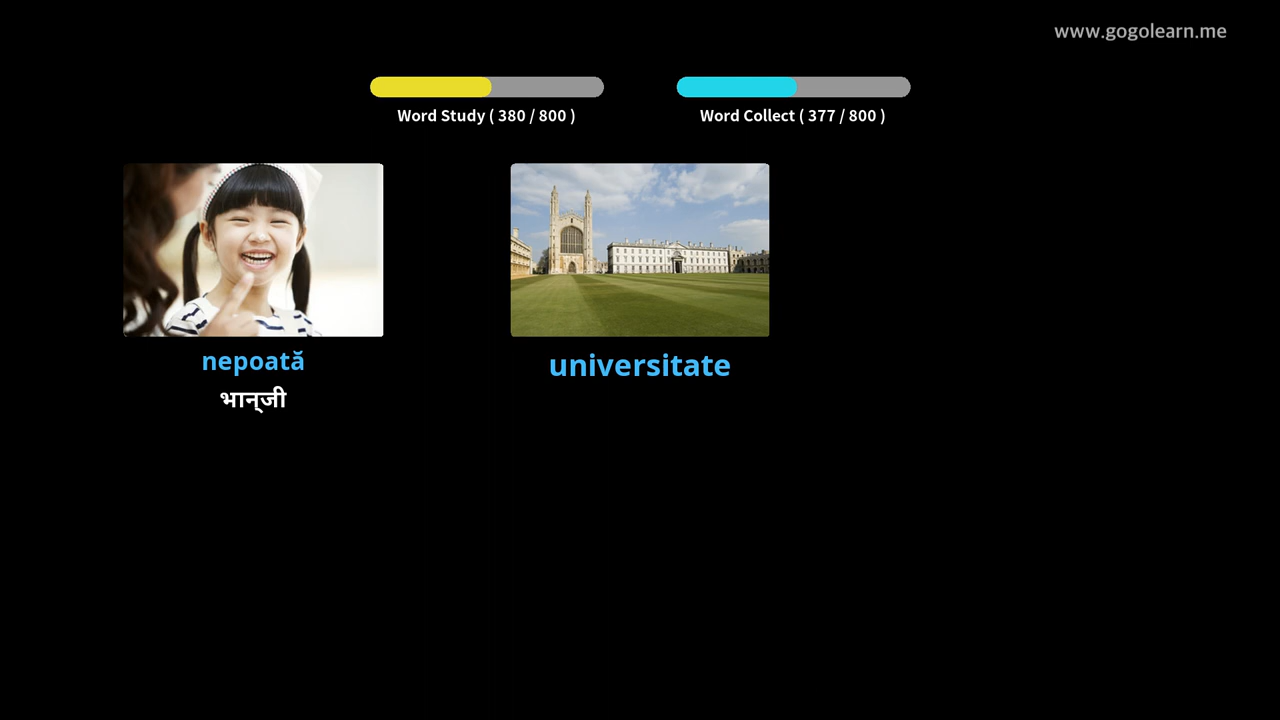 www.gogolearn.me
Word Study ( 380 / 800 )
Word Collect ( 377 / 800 )
nepoată
universitate
भान्‌जी